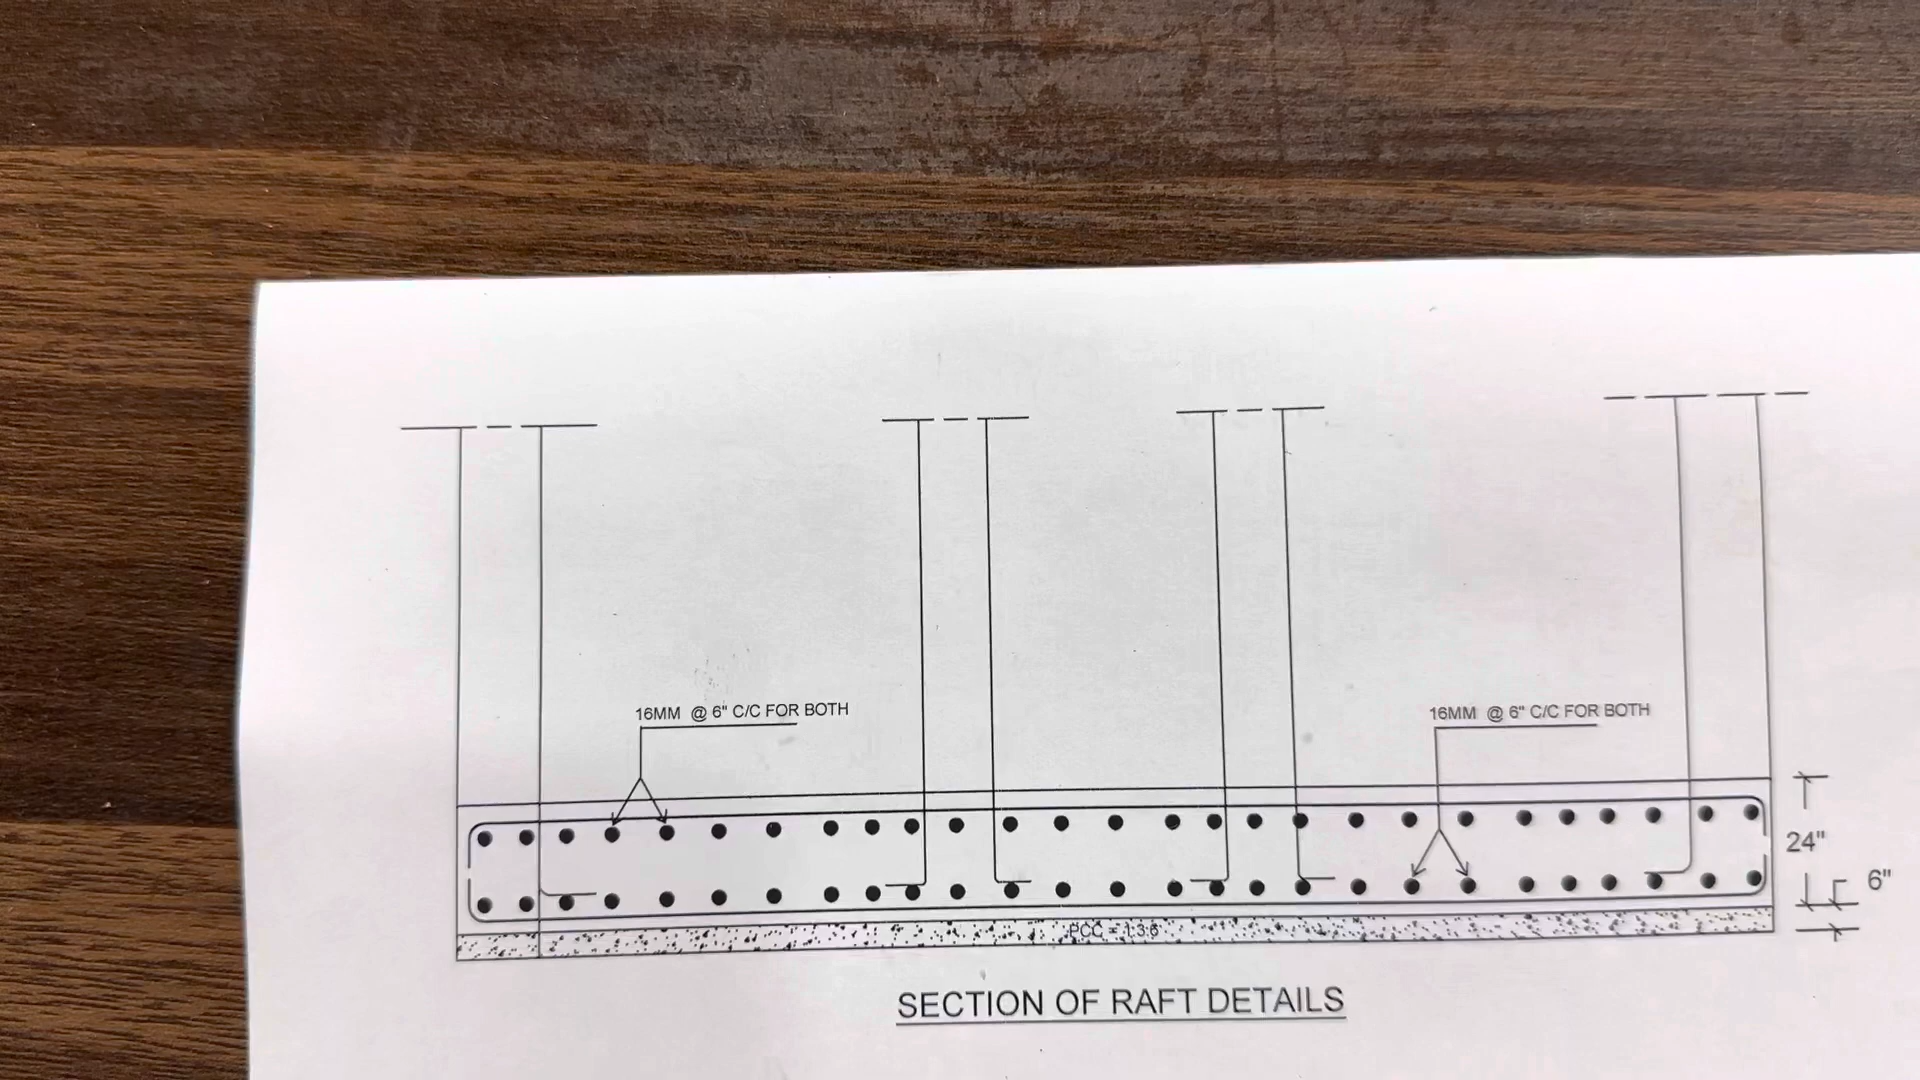 16MM @ 6" C/C FOR BOTH
16MM @ 6" C/C FOR BOTH
24"
6"
PCC = 1:3:6
SECTION OF RAFT DETAILS